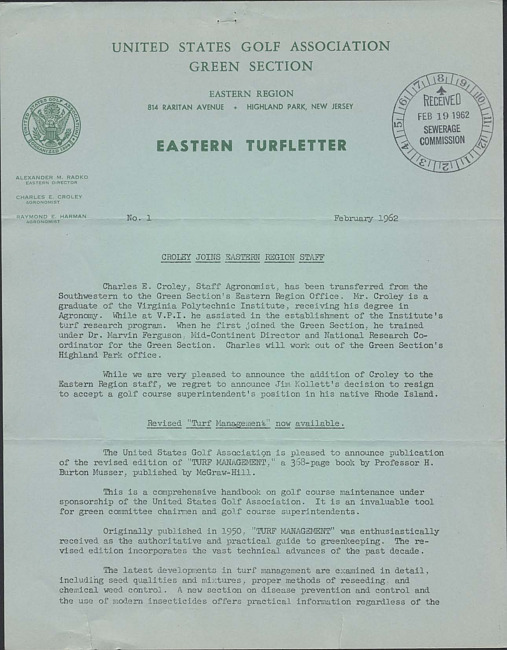 UNITED STATES GOLF ASSOCIATION
GREEN SECTION
EASTERN REGION
814 RARITAN AVENUE • HIGHLAND PARK, NEW JERSEY
EASTERN TURFLETTER
RECEIVED
FEB 19 1962
SEWERAGE
COMMISSION
ALEXANDER M. RADKO
EASTERN DIRECTOR
CHARLES E. CROLEY
AGRONOMIST
RAYMOND E. HARMAN
AGRONOMIST
No. 1 February 1962
CROLEY JOINS EASTERN REGION STAFF
Charles E. Croley, Staff Agronomist, has been transferred from the
Southwestern to the Green Section's Eastern Region Office. Mr. Croley is a
graduate of the Virginia Polytechnic Institute, receiving his degree in
Agronomy. While at V.P.I. he assisted in the establishment of the Institute's
turf research program. When he first joined the Green Section, he trained
under Dr. Marvin Ferguson, Mid-Continent Director and National Research Co-
ordinator for the Green Section. Charles will work out of the Green Section's
Highland Park office.
While we are very pleased to announce the addition of Croley to the
Eastern Region staff, we regret to announce Jim Kollett's decision to resign
to accept a golf course superintendent's position in his native Rhode Island.
Revised "Turf Management" now available.
The United States Golf Association is pleased to announce publication
of the revised edition of "TURF MANAGEMENT," a 368-page book by Professor H.
Burton Musser, published by McGraw-Hill.
This is a comprehensive handbook on golf course maintenance under
sponsorship of the United States Golf Association. It is an invaluable tool
for green committee chairmen and golf course superintendents.
Originally published in 1950, "TURF MANAGEMENT" was enthusiastically
received as the authoritative and practical guide to greenkeeping. The re-
vised edition incorporates the vast technical advances of the past decade.
The latest developments in turf management are examined in detail,
including seed qualities and mixtures, proper methods of reseeding and
chemical weed control. A new section on disease prevention and control and
the use of modern insecticides offers practical information regardless of the